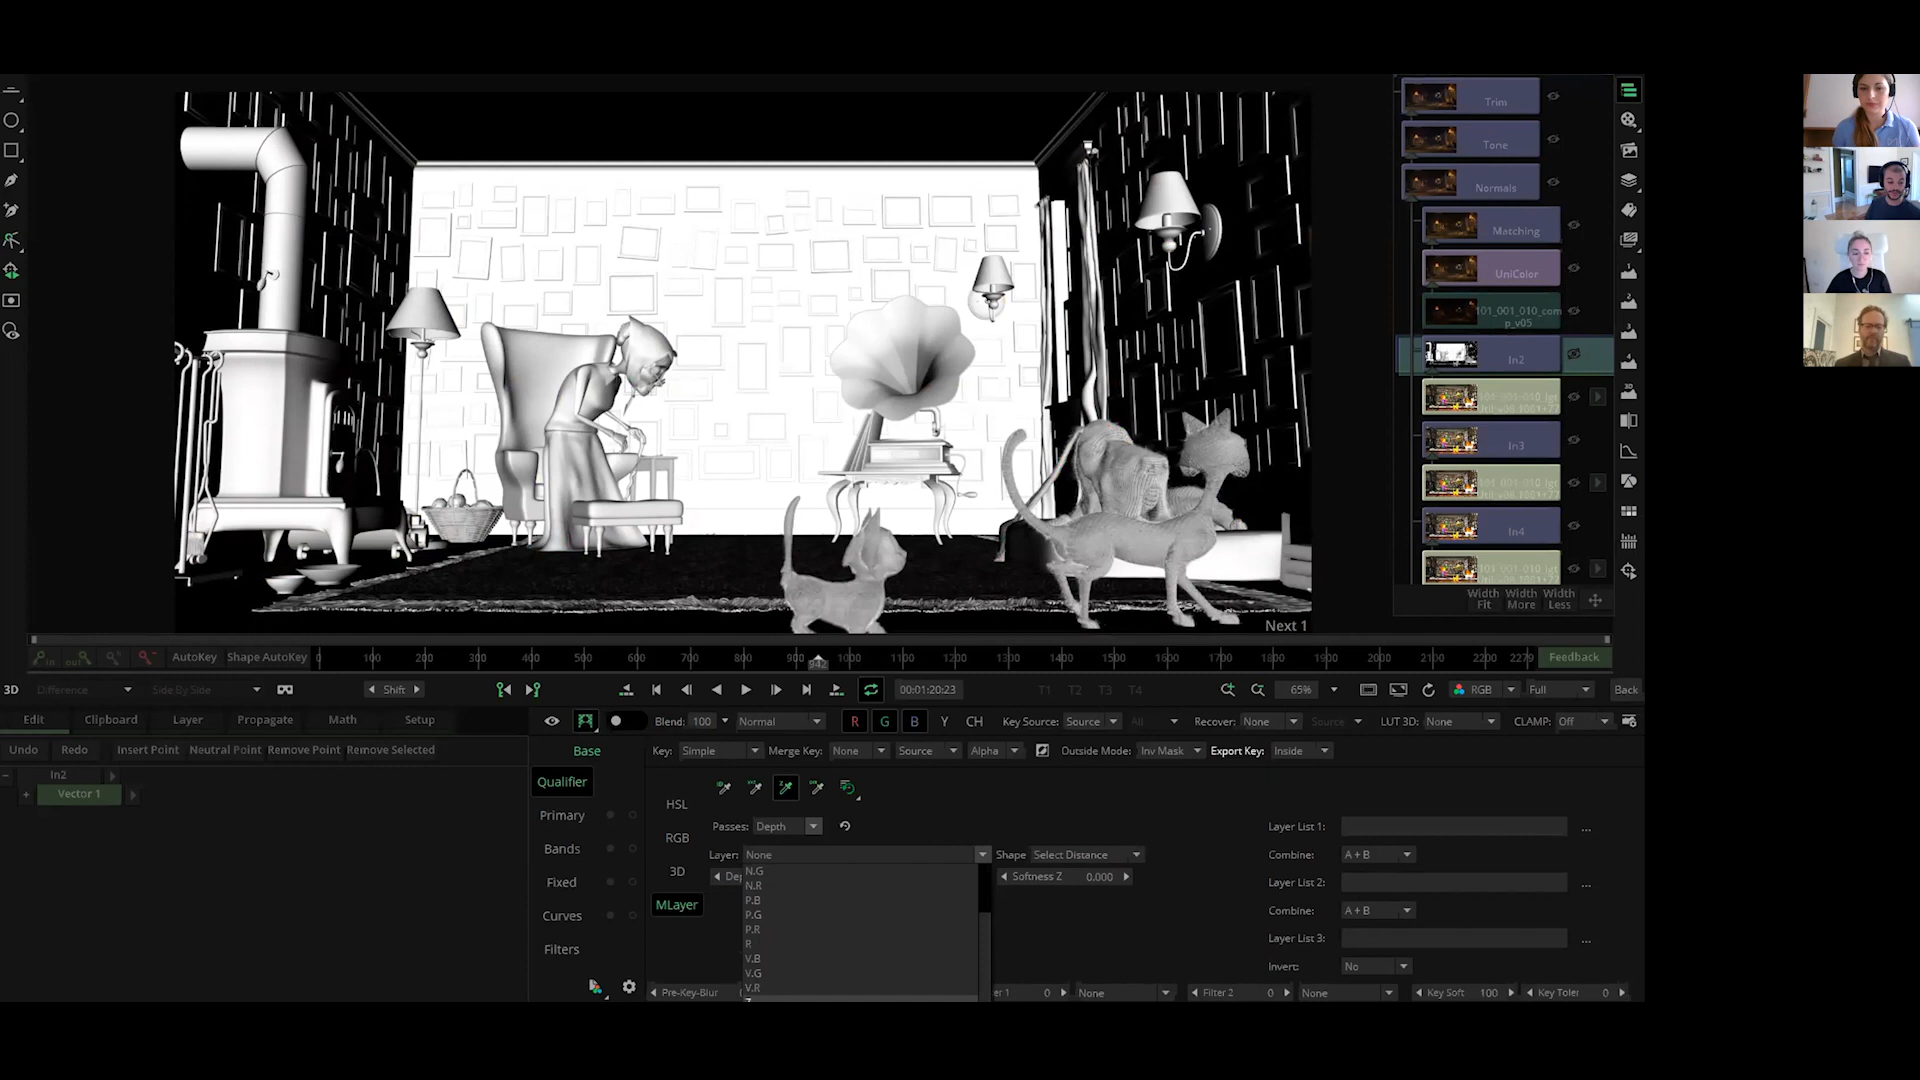 Trim
Tone
Normals
Matching
UniColor
101_001_010_com
p_v05
In2
In3
In4
Width Fit
Width More
Width Less
Next 1
AutoKey
Shape AutoKey
0 100 200 300 400 500 600 700 800 900 942 1000 1100 1200 1300 1400 1500 1600 1700 1800 1900 2000 2100 2200 2279
Feedback
3D Difference Side By Side Shift 00:01:20:23 T1 T2 T3 T4 65% RGB Full Back
Edit Clipboard Layer Propagate Math Setup
Blend: 100 Normal R G B Y CH Key Source: Source All Recover: None Source LUT 3D: None CLAMP: Off
Undo Redo Insert Point Neutral Point Remove Point Remove Selected
Base
Key: Simple Merge Key: None Source Alpha Outside Mode: Inv Mask Export Key: Inside
In2
+ Vector 1
Qualifier
Primary
Bands
Fixed
Curves
Filters
HSL
RGB
3D
MLayer
Passes: Depth
Layer: None Shape Select Distance
Softness Z 0.000
N.G
N.R
P.B
P.G
P.R
R
V.B
V.G
V.R
Z
Layer List 1: ...
Combine: A + B
Layer List 2: ...
Combine: A + B
Layer List 3: ...
Invert: No
Pre-Key-Blur 0 None Filter 2 0 None Key Soft 100 Key Toler 0